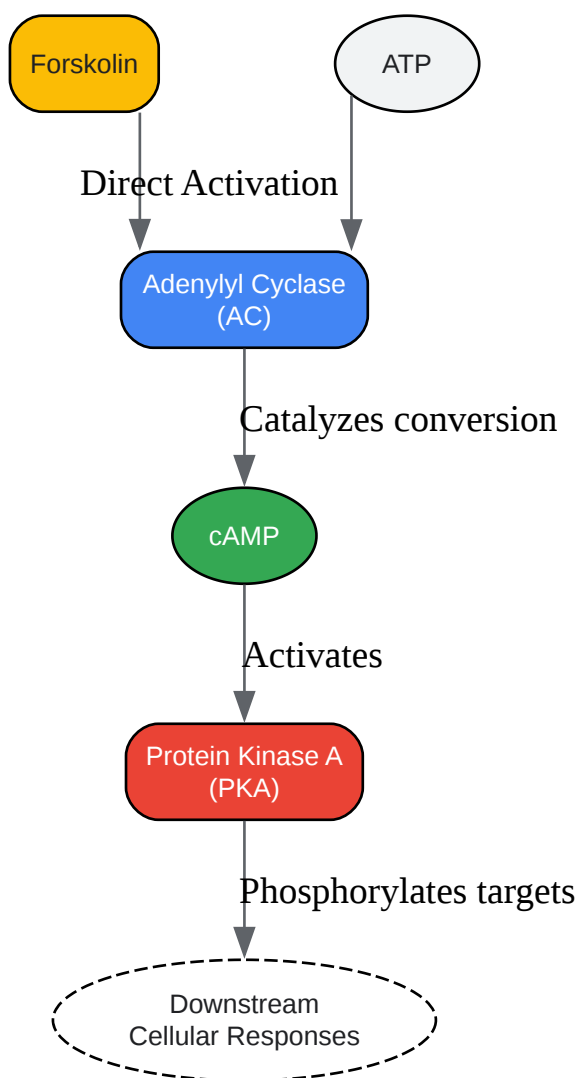 Forskolin
ATP
Direct Activation
Adenylyl Cyclase
(AC)
Catalyzes conversion
cAMP
Activates
Protein Kinase A
(PKA)
Phosphorylates targets
Downstream
Cellular Responses